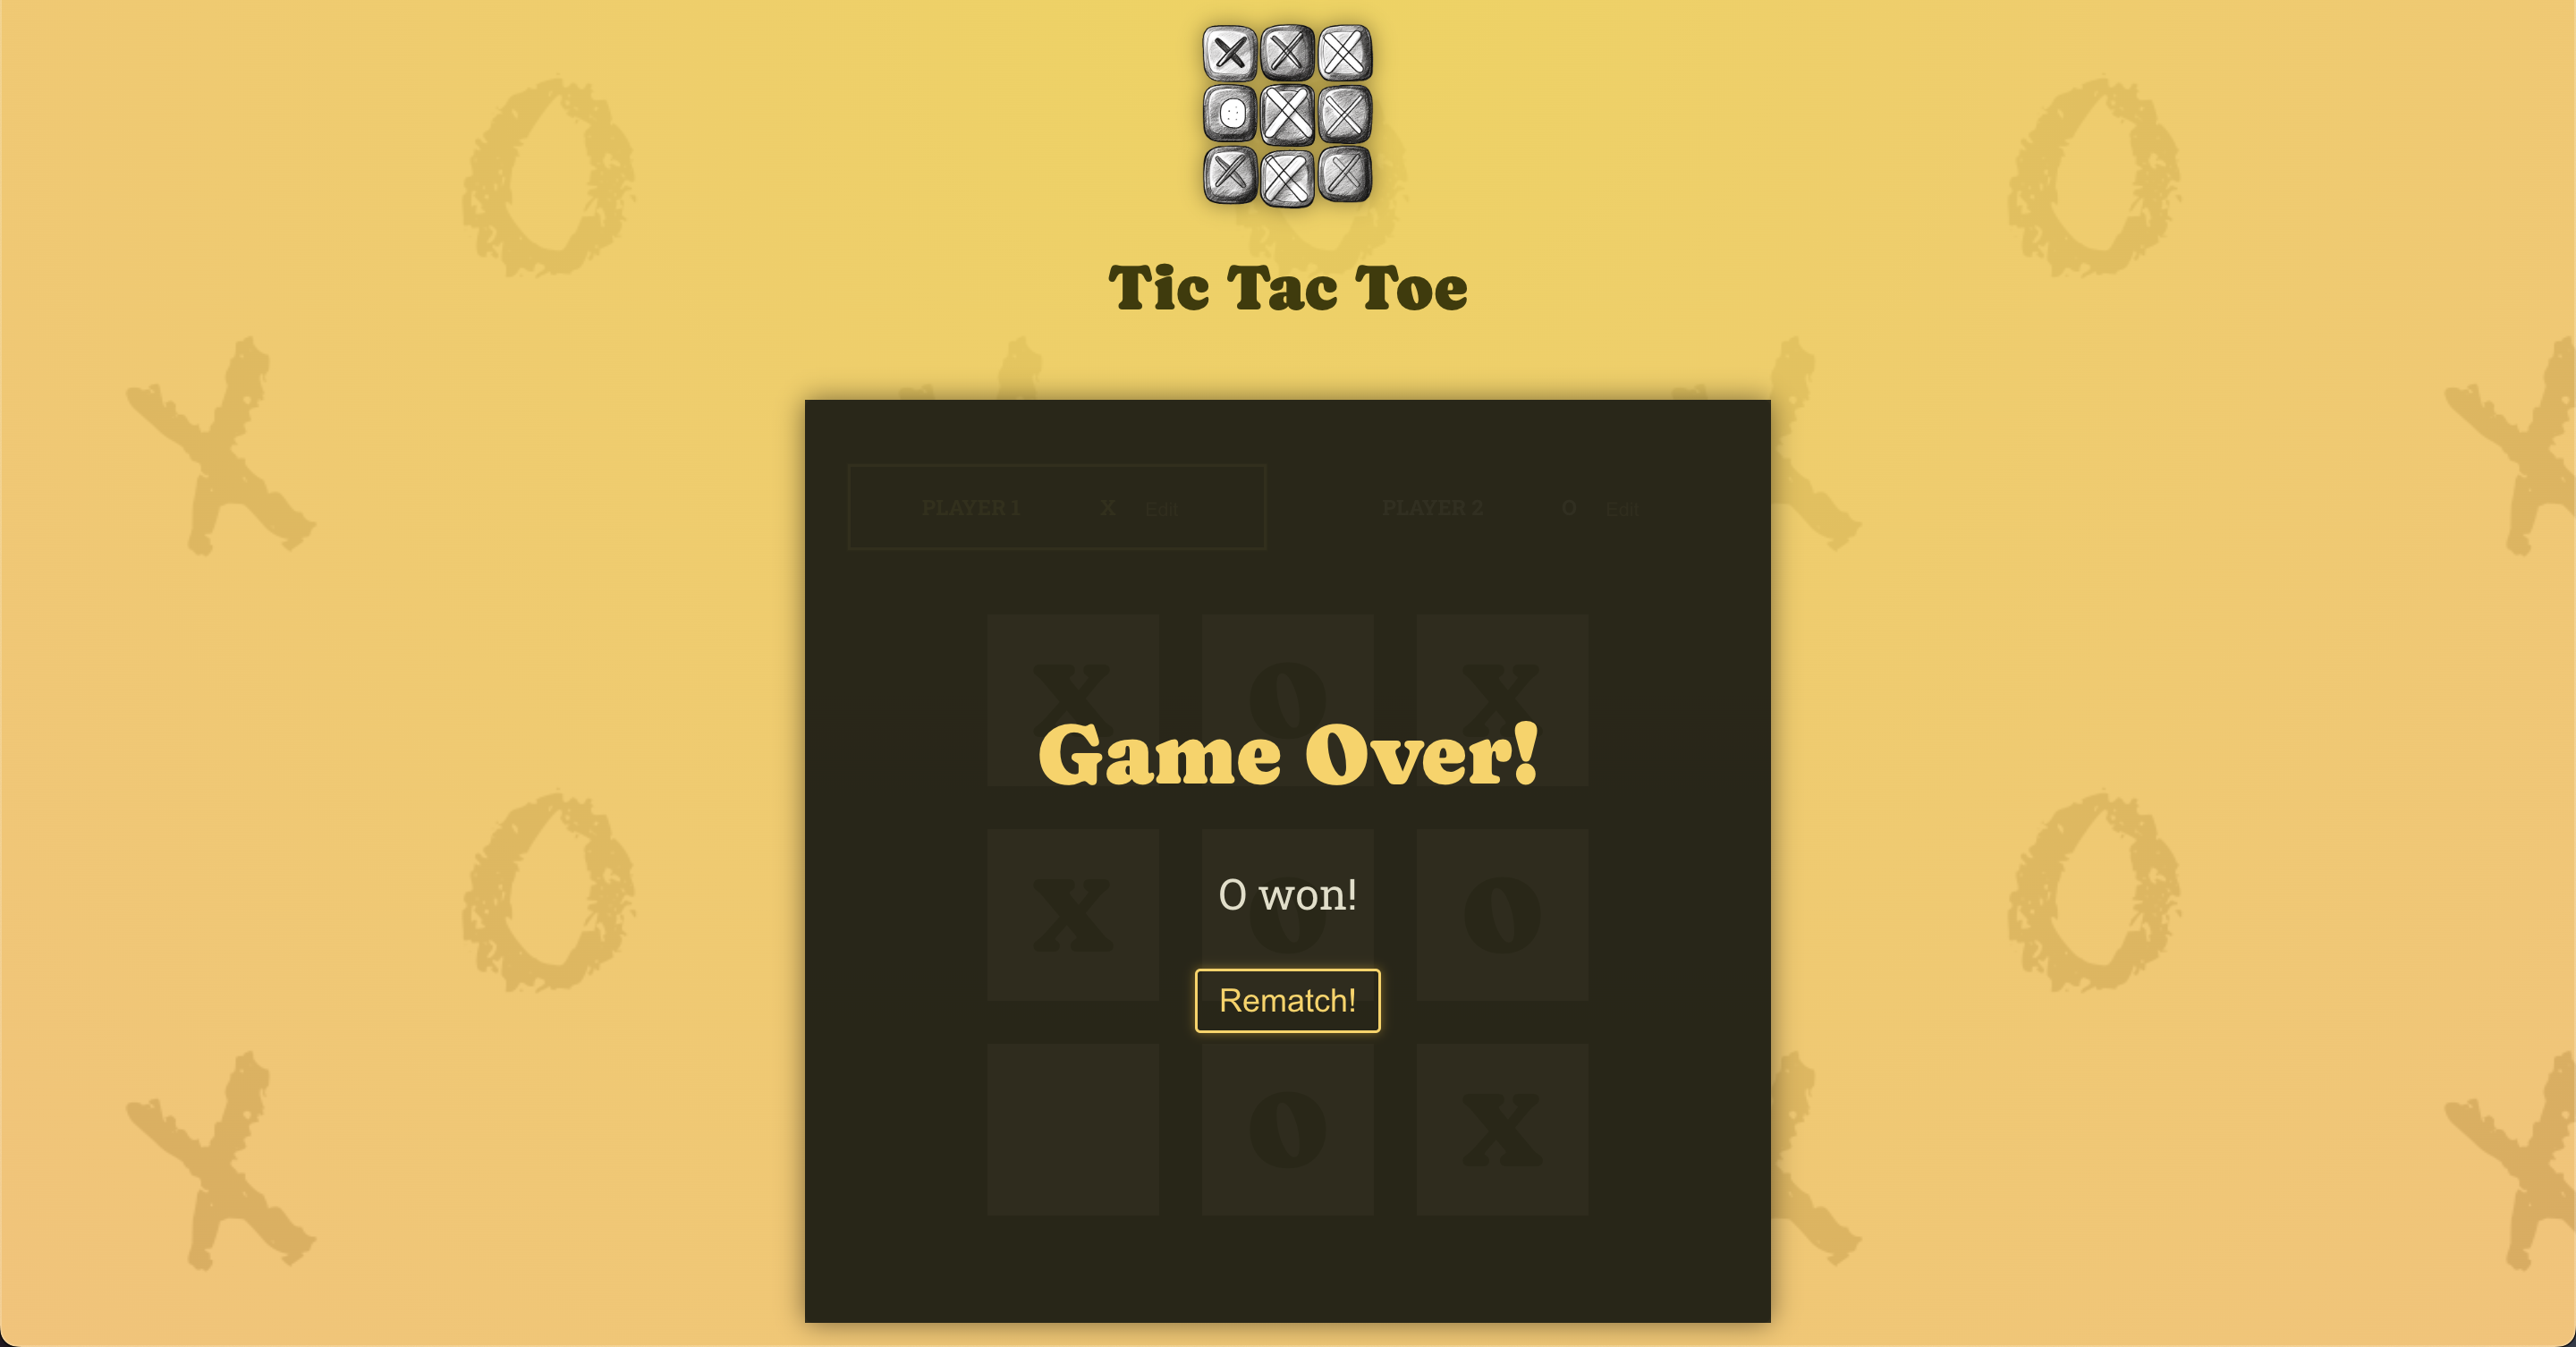 Tic Tac Toe
PLAYER 1 X Edit PLAYER 2 O Edit
X O X
Game Over!
X O O
O won!
Rematch!
O X